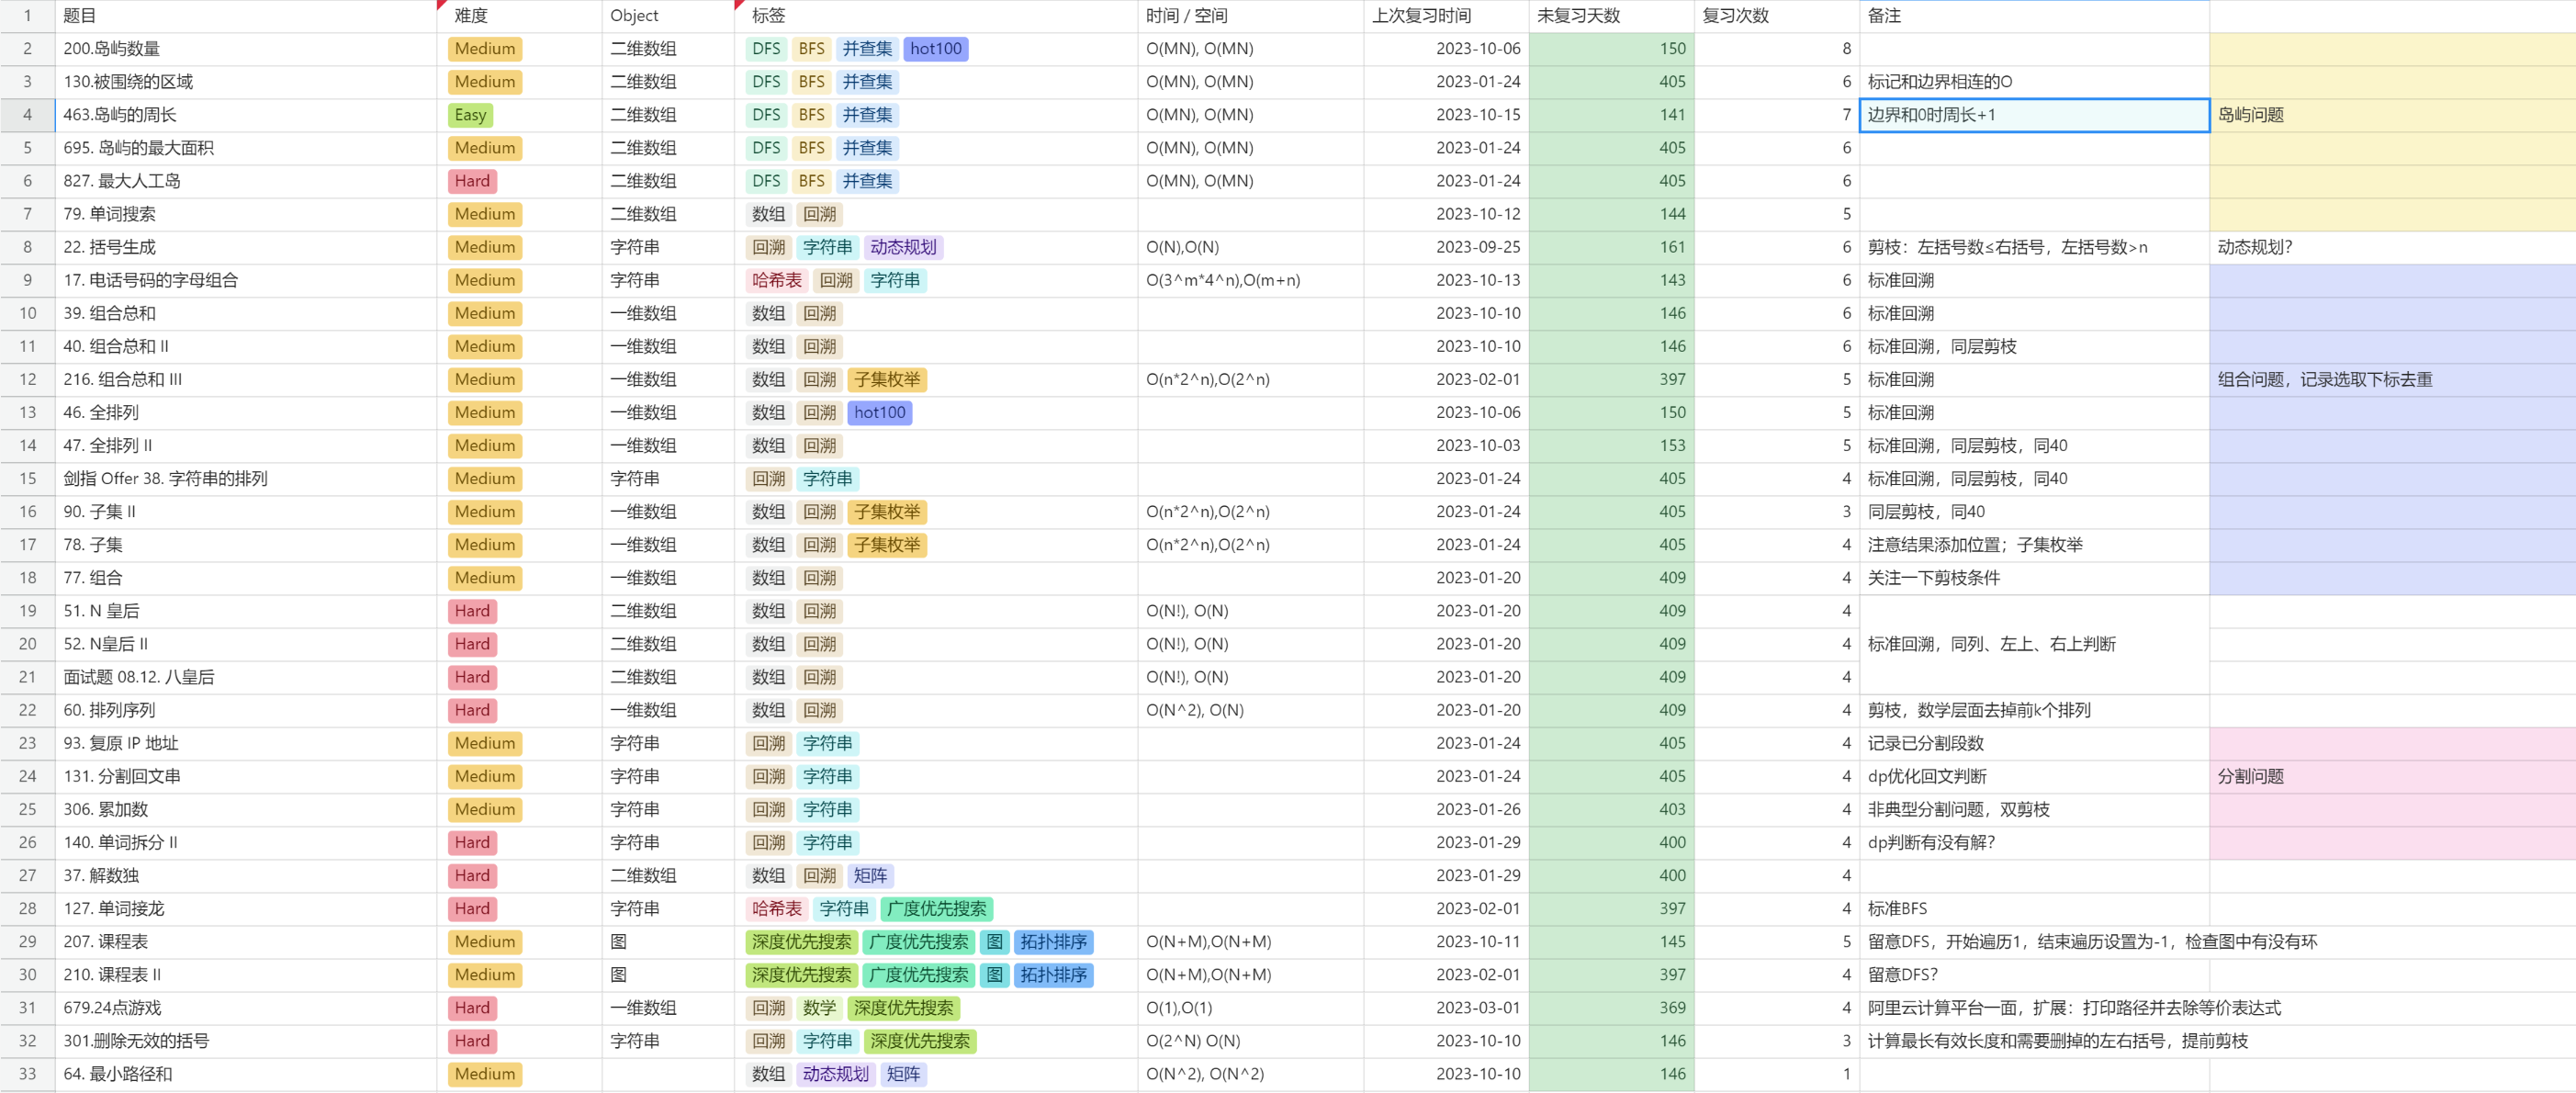 1 题目 难度 Object 标签 时间 / 空间 上次复习时间 未复习天数 复习次数 备注
2 200.岛屿数量 Medium 二维数组 DFS BFS 并查集 hot100 O(MN), O(MN) 2023-10-06 150 8
3 130.被围绕的区域 Medium 二维数组 DFS BFS 并查集 O(MN), O(MN) 2023-01-24 405 6 标记和边界相连的O
4 463.岛屿的周长 Easy 二维数组 DFS BFS 并查集 O(MN), O(MN) 2023-10-15 141 7 边界和0时周长+1 岛屿问题
5 695. 岛屿的最大面积 Medium 二维数组 DFS BFS 并查集 O(MN), O(MN) 2023-01-24 405 6
6 827. 最大人工岛 Hard 二维数组 DFS BFS 并查集 O(MN), O(MN) 2023-01-24 405 6
7 79. 单词搜索 Medium 二维数组 数组 回溯 2023-10-12 144 5
8 22. 括号生成 Medium 字符串 回溯 字符串 动态规划 O(N),O(N) 2023-09-25 161 6 剪枝：左括号数≤右括号，左括号数>n 动态规划?
9 17. 电话号码的字母组合 Medium 字符串 哈希表 回溯 字符串 O(3^m*4^n),O(m+n) 2023-10-13 143 6 标准回溯
10 39. 组合总和 Medium 一维数组 数组 回溯 2023-10-10 146 6 标准回溯
11 40. 组合总和 II Medium 一维数组 数组 回溯 2023-10-10 146 6 标准回溯，同层剪枝
12 216. 组合总和 III Medium 一维数组 数组 回溯 子集枚举 O(n*2^n),O(2^n) 2023-02-01 397 5 标准回溯 组合问题，记录选取下标去重
13 46. 全排列 Medium 一维数组 数组 回溯 hot100 2023-10-06 150 5 标准回溯
14 47. 全排列 II Medium 一维数组 数组 回溯 2023-10-03 153 5 标准回溯，同层剪枝，同40
15 剑指 Offer 38. 字符串的排列 Medium 字符串 回溯 字符串 2023-01-24 405 4 标准回溯，同层剪枝，同40
16 90. 子集 II Medium 一维数组 数组 回溯 子集枚举 O(n*2^n),O(2^n) 2023-01-24 405 3 同层剪枝，同40
17 78. 子集 Medium 一维数组 数组 回溯 子集枚举 O(n*2^n),O(2^n) 2023-01-24 405 4 注意结果添加位置；子集枚举
18 77. 组合 Medium 一维数组 数组 回溯 2023-01-20 409 4 关注一下剪枝条件
19 51. N 皇后 Hard 二维数组 数组 回溯 O(N!), O(N) 2023-01-20 409 4
20 52. N皇后 II Hard 二维数组 数组 回溯 O(N!), O(N) 2023-01-20 409 4 标准回溯，同列、左上、右上判断
21 面试题 08.12. 八皇后 Hard 二维数组 数组 回溯 O(N!), O(N) 2023-01-20 409 4
22 60. 排列序列 Hard 一维数组 数组 回溯 O(N^2), O(N) 2023-01-20 409 4 剪枝，数学层面去掉前k个排列
23 93. 复原 IP 地址 Medium 字符串 回溯 字符串 2023-01-24 405 4 记录已分割段数
24 131. 分割回文串 Medium 字符串 回溯 字符串 2023-01-24 405 4 dp优化回文判断 分割问题
25 306. 累加数 Medium 字符串 回溯 字符串 2023-01-26 403 4 非典型分割问题，双剪枝
26 140. 单词拆分 II Hard 字符串 回溯 字符串 2023-01-29 400 4 dp判断有没有解？
27 37. 解数独 Hard 二维数组 数组 回溯 矩阵 2023-01-29 400 4
28 127. 单词接龙 Hard 字符串 哈希表 字符串 广度优先搜索 2023-02-01 397 4 标准BFS
29 207. 课程表 Medium 图 深度优先搜索 广度优先搜索 图 拓扑排序 O(N+M),O(N+M) 2023-10-11 145 5 留意DFS，开始遍历1，结束遍历设置为-1，检查图中有没有环
30 210. 课程表 II Medium 图 深度优先搜索 广度优先搜索 图 拓扑排序 O(N+M),O(N+M) 2023-02-01 397 4 留意DFS？
31 679.24点游戏 Hard 一维数组 回溯 数学 深度优先搜索 O(1),O(1) 2023-03-01 369 4 阿里云计算平台一面，扩展：打印路径并去除等价表达式
32 301.删除无效的括号 Hard 字符串 回溯 字符串 深度优先搜索 O(2^N) O(N) 2023-10-10 146 3 计算最长有效长度和需要删掉的左右括号，提前剪枝
33 64. 最小路径和 Medium 数组 动态规划 矩阵 O(N^2), O(N^2) 2023-10-10 146 1